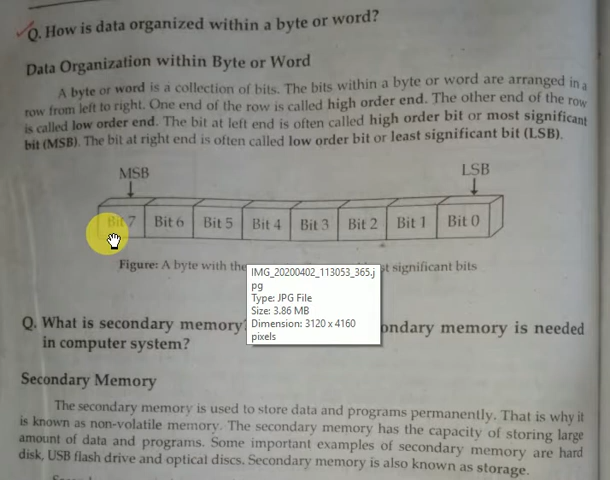 Q. How is data organized within a byte or word?
Data Organization within Byte or Word
A byte or word is a collection of bits. The bits within a byte or word are arranged in a
row from left to right. One end of the row is called high order end. The other end of the row
is called low order end. The bit at left end is often called high order bit or most significant
bit (MSB). The bit at right end is often called low order bit or least significant bit (LSB).
MSB LSB
Bit 7 Bit 6 Bit 5 Bit 4 Bit 3 Bit 2 Bit 1 Bit 0
Figure: A byte with the st significant bits
IMG_20200402_113053_365.j
pg
Type: JPG File
Size: 3.86 MB
Dimension: 3120 x 4160
pixels
Q. What is secondary memory ondary memory is needed
in computer system?
Secondary Memory
The secondary memory is used to store data and programs permanently. That is why it
is known as non-volatile memory. The secondary memory has the capacity of storing large
amount of data and programs. Some important examples of secondary memory are hard
disk, USB flash drive and optical discs. Secondary memory is also known as storage.